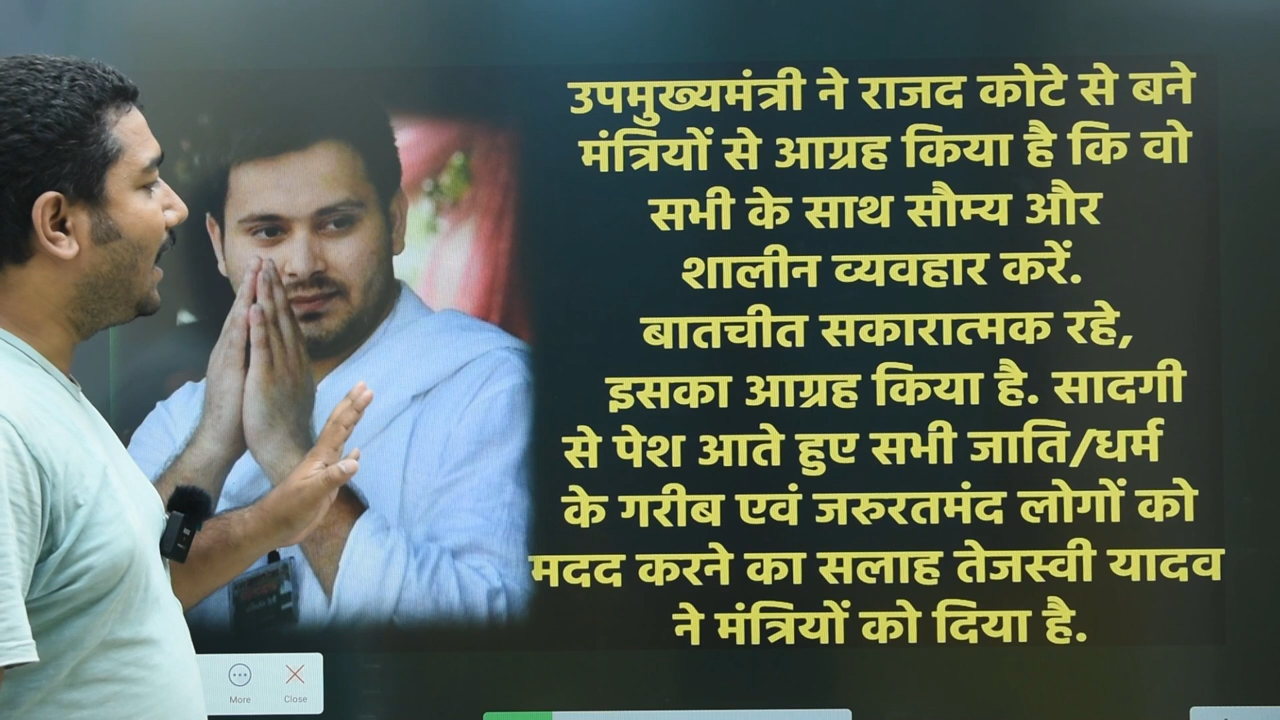 उपमुख्यमंत्री ने राजद कोटे से बने
मंत्रियों से आग्रह किया है कि वो
सभी के साथ सौम्य और
शालीन व्यवहार करें.
बातचीत सकारात्मक रहे,
इसका आग्रह किया है. सादगी
से पेश आते हुए सभी जाति/धर्म
के गरीब एवं जरुरतमंद लोगों को
मदद करने का सलाह तेजस्वी यादव
ने मंत्रियों को दिया है.
More
Close